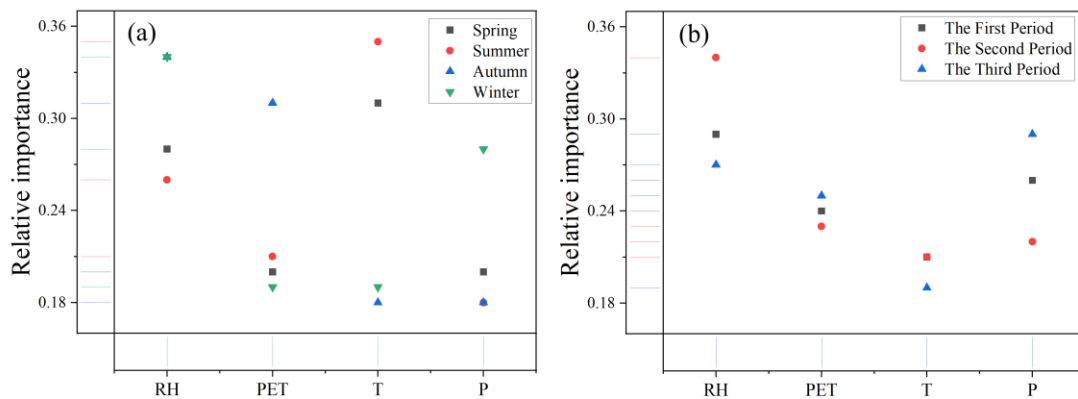 (a)
Spring
Summer
Autumn
Winter
Relative importance
0.36
0.30
0.24
0.18
RH PET T P
(b)
The First Period
The Second Period
The Third Period
Relative importance
0.36
0.30
0.24
0.18
RH PET T P